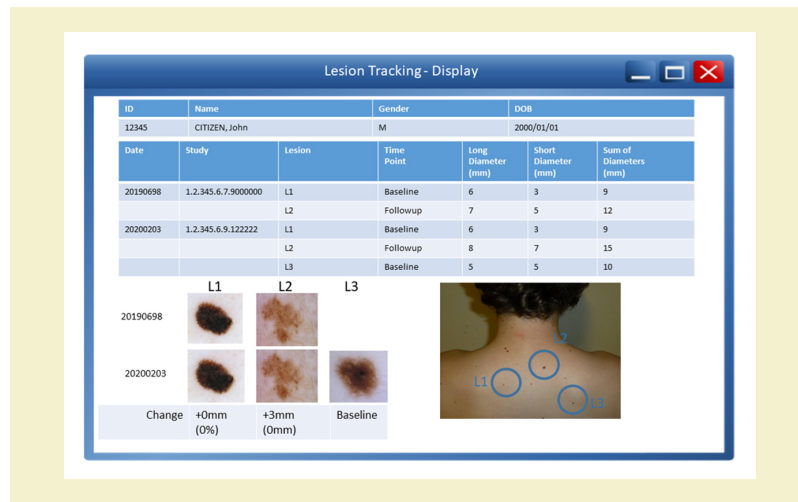 Lesion Tracking - Display
ID Name Gender DOB
12345 CITIZEN, John M 2000/01/01
Date Study Lesion Time Point Long Diameter (mm) Short Diameter (mm) Sum of Diameters (mm)
20190698 1.2.345.6.7.9000000 L1 Baseline 6 3 9
L2 Followup 7 5 12
20200203 1.2.345.6.9.122222 L1 Baseline 6 3 9
L2 Followup 8 7 15
L3 Baseline 5 5 10
L1 L2 L3
20190698
20200203
Change +0mm (0%) +3mm (0mm) Baseline
L2
L1
L3